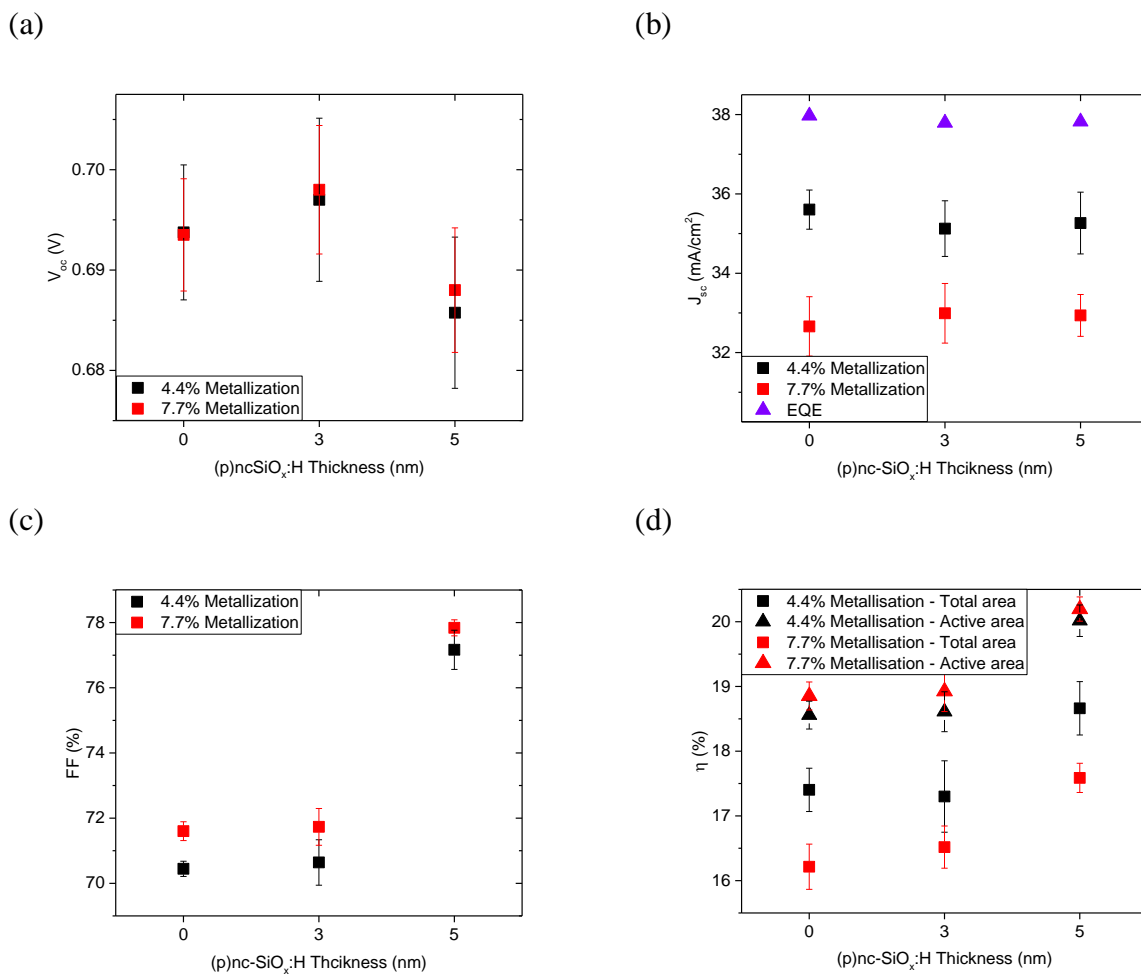 (a)
0.70
0.69
0.68
V_oc (V)
4.4% Metallization
7.7% Metallization
0 3 5
(p)ncSiO_x:H Thickness (nm)
(b)
38
36
34
32
J_sc (mA/cm²)
4.4% Metallization
7.7% Metallization
EQE
0 3 5
(p)nc-SiO_x:H Thcikness (nm)
(c)
4.4% Metallization
7.7% Metallization
78
76
74
72
70
FF (%)
0 3 5
(p)nc-SiO_x:H Thcikness (nm)
(d)
4.4% Metallisation - Total area
4.4% Metallisation - Active area
7.7% Metallisation - Total area
7.7% Metallisation - Active area
20
19
18
17
16
η (%)
0 3 5
(p)nc-SiO_x:H Thcikness (nm)